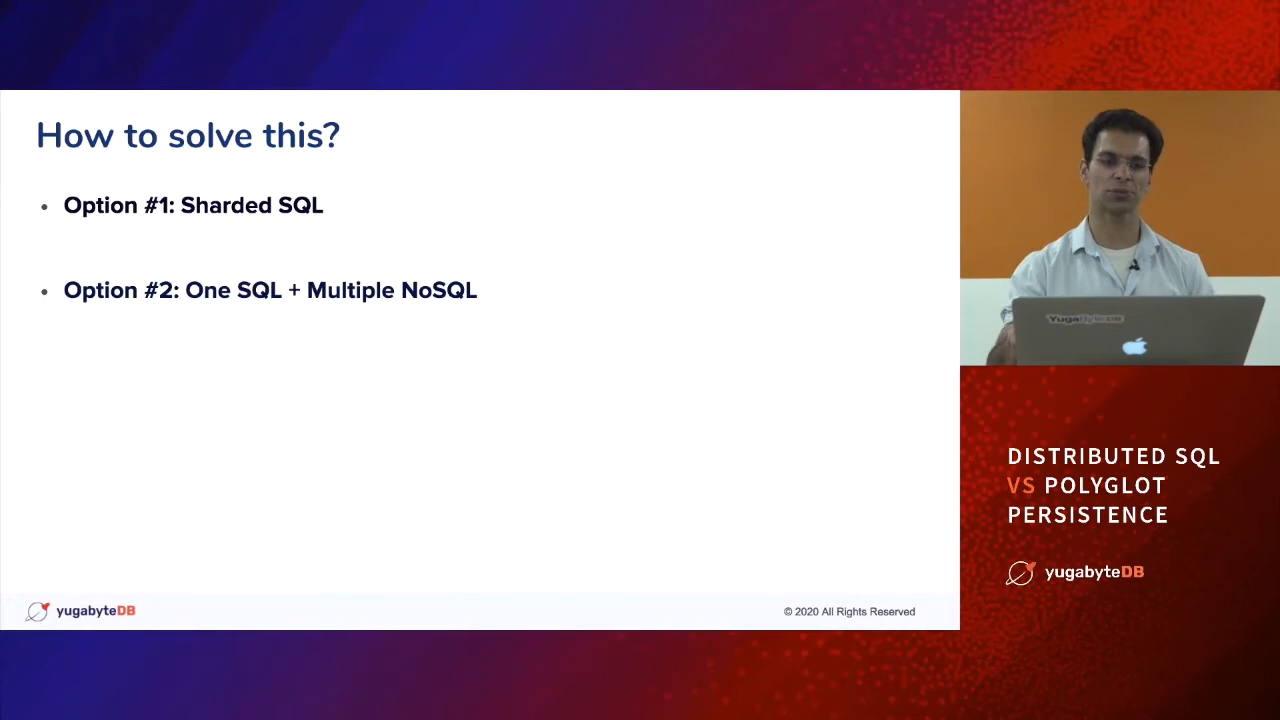 How to solve this?
• Option #1: Sharded SQL
• Option #2: One SQL + Multiple NoSQL
yugabyteDB
© 2020 All Rights Reserved
YugaByteDB
DISTRIBUTED SQL
VS POLYGLOT
PERSISTENCE
yugabyteDB